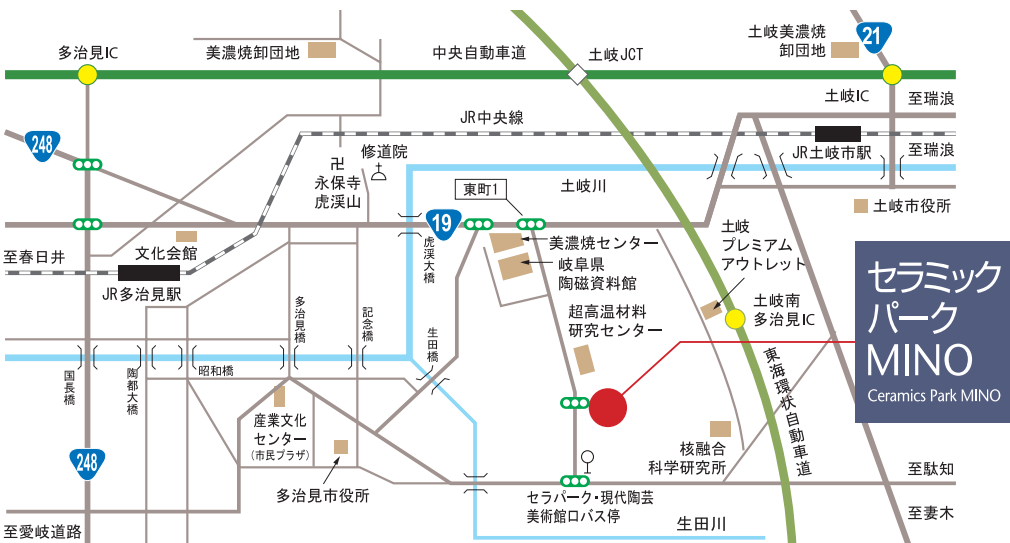 多治見IC
美濃焼卸団地
中央自動車道
土岐JCT
土岐美濃焼
卸団地
21
土岐IC
至瑞浪
248
JR中央線
JR土岐市駅
至瑞浪
卍
永保寺
虎渓山
修道院
東町1
土岐川
19
土岐市役所
至春日井
文化会館
JR多治見駅
虎渓大橋
美濃焼センター
岐阜県
陶磁資料館
土岐
プレミアム
アウトレット
超高温材料
研究センター
土岐南
多治見IC
セラミック
パーク
MINO
Ceramics Park MINO
多治見橋
記念橋
生田橋
国長橋
陶都大橋
昭和橋
東海環状自動車道
産業文化
センター
(市民プラザ)
核融合
科学研究所
248
多治見市役所
セラパーク・現代陶芸
美術館口バス停
至駄知
至妻木
至愛岐道路
生田川